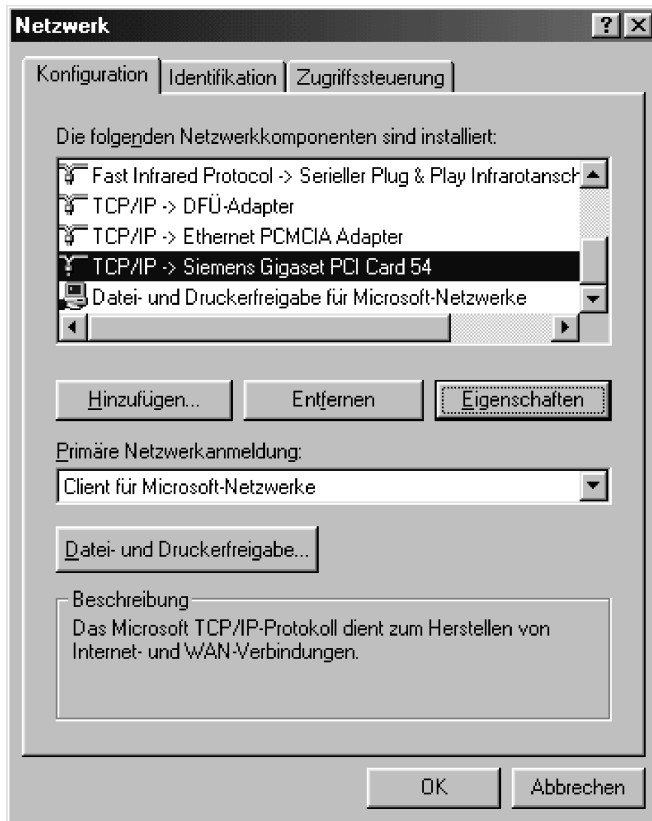 Netzwerk
Konfiguration Identifikation Zugriffssteuerung
Die folgenden Netzwerkkomponenten sind installiert:
Fast Infrared Protocol -> Serieller Plug & Play Infrarotansch
TCP/IP -> DFÜ-Adapter
TCP/IP -> Ethernet PCMCIA Adapter
TCP/IP -> Siemens Gigaset PCI Card 54
Datei- und Druckerfreigabe für Microsoft-Netzwerke
Hinzufügen... Entfernen Eigenschaften
Primäre Netzwerkanmeldung:
Client für Microsoft-Netzwerke
Datei- und Druckerfreigabe...
Beschreibung
Das Microsoft TCP/IP-Protokoll dient zum Herstellen von
Internet- und WAN-Verbindungen.
OK Abbrechen